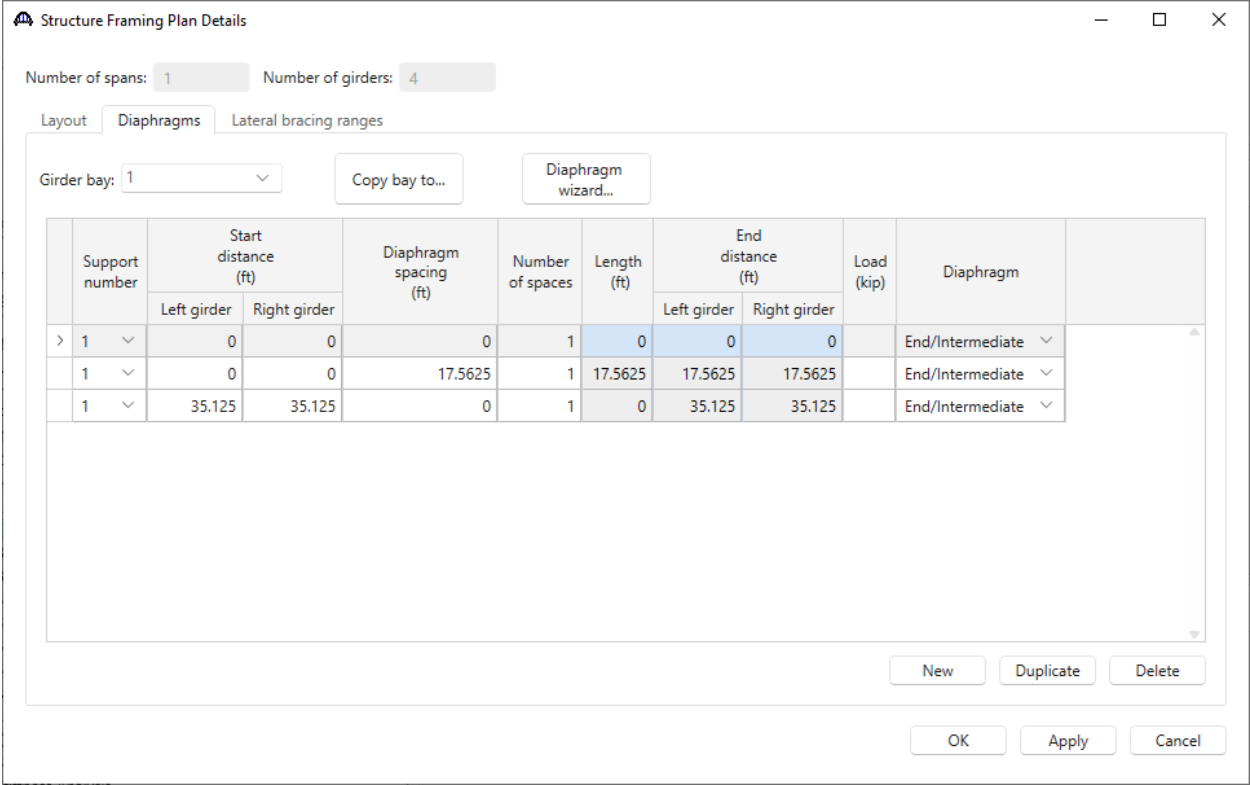 Structure Framing Plan Details
Number of spans: 1 Number of girders: 4
Layout Diaphragms Lateral bracing ranges
Girder bay: 1 Copy bay to... Diaphragm
wizard...
Support
number Start
distance
(ft) Diaphragm
spacing
(ft) Number
of spaces Length
(ft) End
distance
(ft) Load
(kip) Diaphragm
Left girder Right girder Left girder Right girder
> 1 0 0 0 1 0 0 0 End/Intermediate
1 0 0 17.5625 1 17.5625 17.5625 17.5625 End/Intermediate
1 35.125 35.125 0 1 0 35.125 35.125 End/Intermediate
New Duplicate Delete
OK Apply Cancel